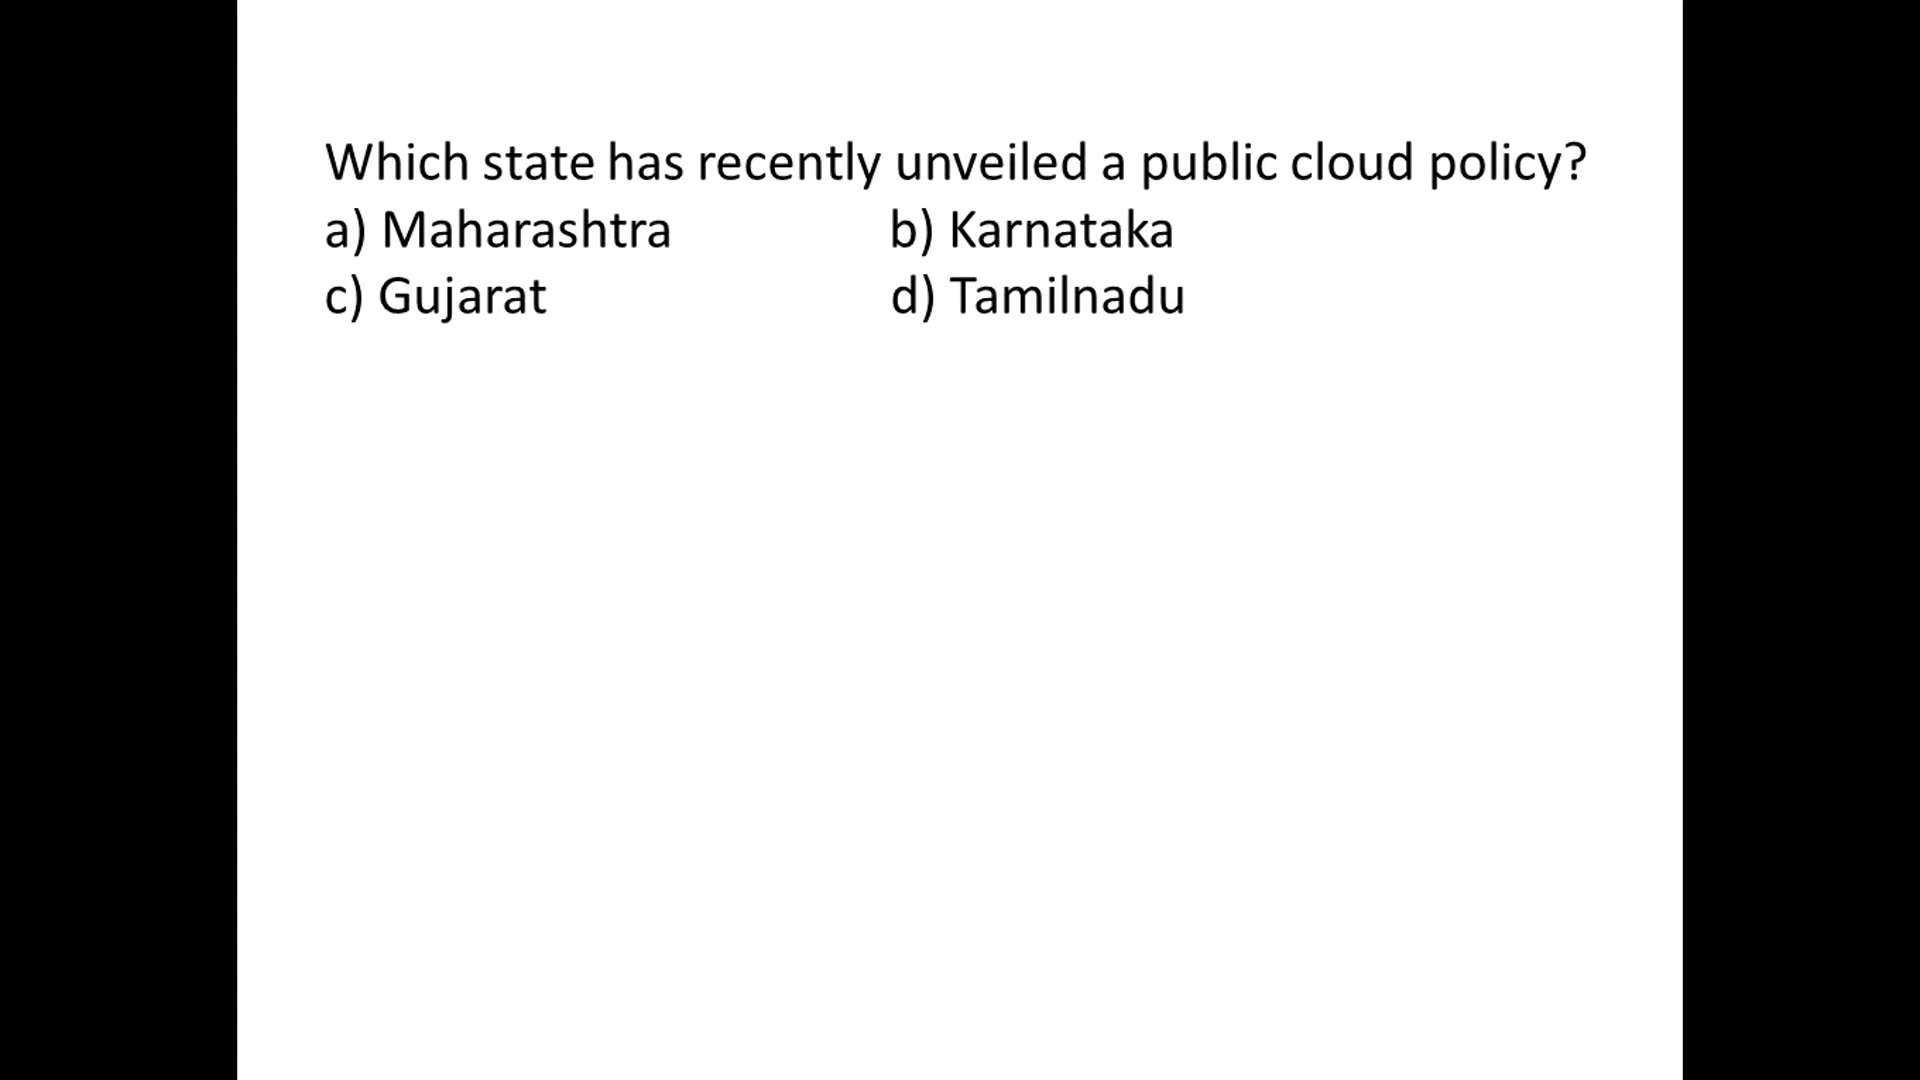 Which state has recently unveiled a public cloud policy?
a) Maharashtra b) Karnataka
c) Gujarat d) Tamilnadu